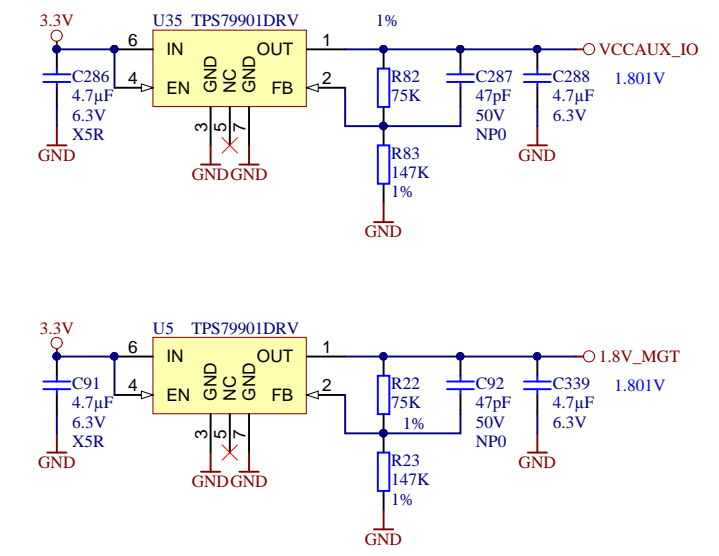 3.3V
U35 TPS79901DRV
1%
6
IN
OUT
1
VCCAUX_IO
C286
4.7µF
6.3V
X5R
GND
4
EN
GND
NC
GND
FB
2
R82
75K
C287
47pF
50V
NP0
C288
4.7µF
6.3V
1.801V
3
5
7
GND
GND
R83
147K
1%
GND
GND
3.3V
U5 TPS79901DRV
6
IN
OUT
1
1.8V_MGT
C91
4.7µF
6.3V
X5R
GND
4
EN
GND
NC
GND
FB
2
R22
75K
1%
C92
47pF
50V
NP0
C339
4.7µF
6.3V
1.801V
3
5
7
GND
GND
R23
147K
1%
GND
GND